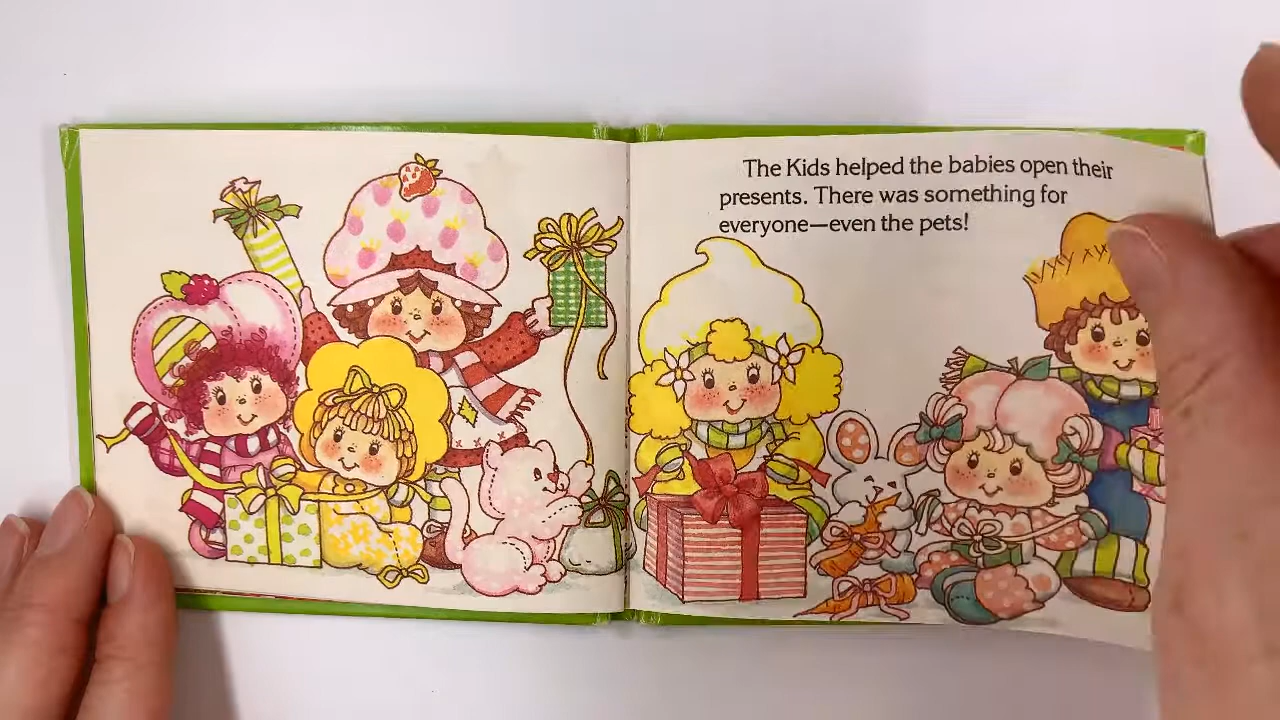 The Kids helped the babies open their
presents. There was something for
everyone—even the pets!